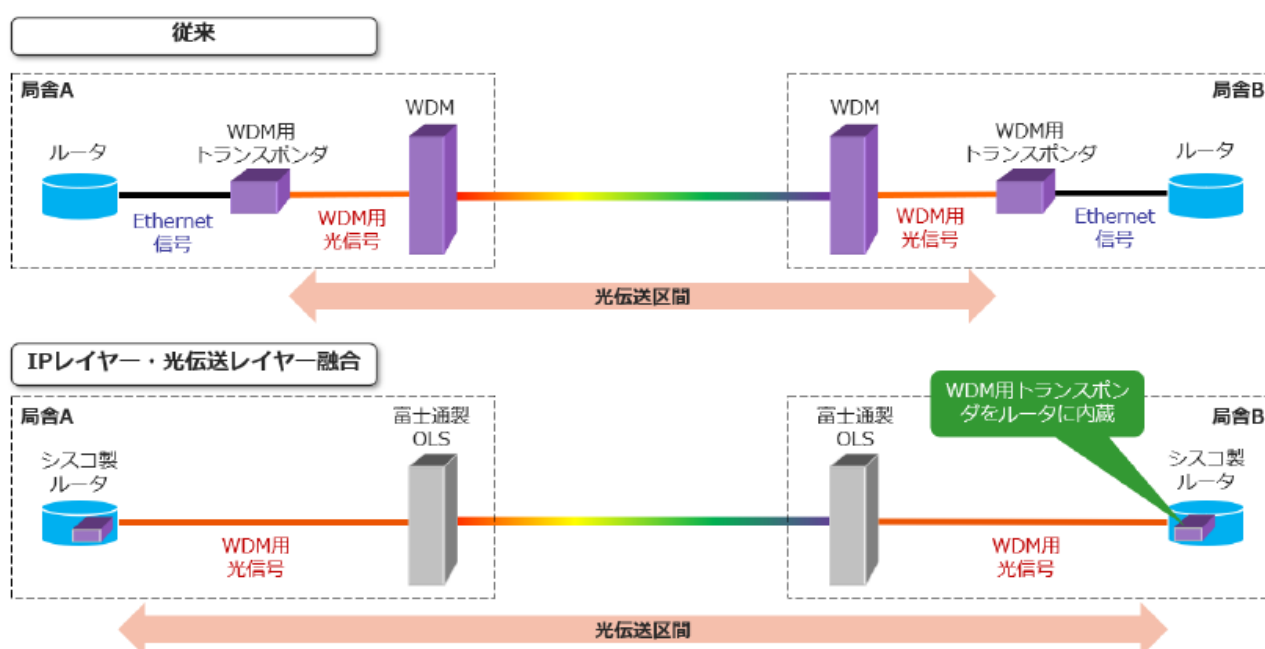 従来
局舎A
局舎B
WDM
WDM
WDM用
トランスポンダ
WDM用
トランスポンダ
ルータ
ルータ
Ethernet
信号
WDM用
光信号
WDM用
光信号
Ethernet
信号
光伝送区間
IPレイヤー・光伝送レイヤー融合
WDM用トランスポン
ダをルータに内蔵
局舎A
局舎B
富士通製
OLS
富士通製
OLS
シスコ製
ルータ
シスコ製
ルータ
WDM用
光信号
WDM用
光信号
光伝送区間